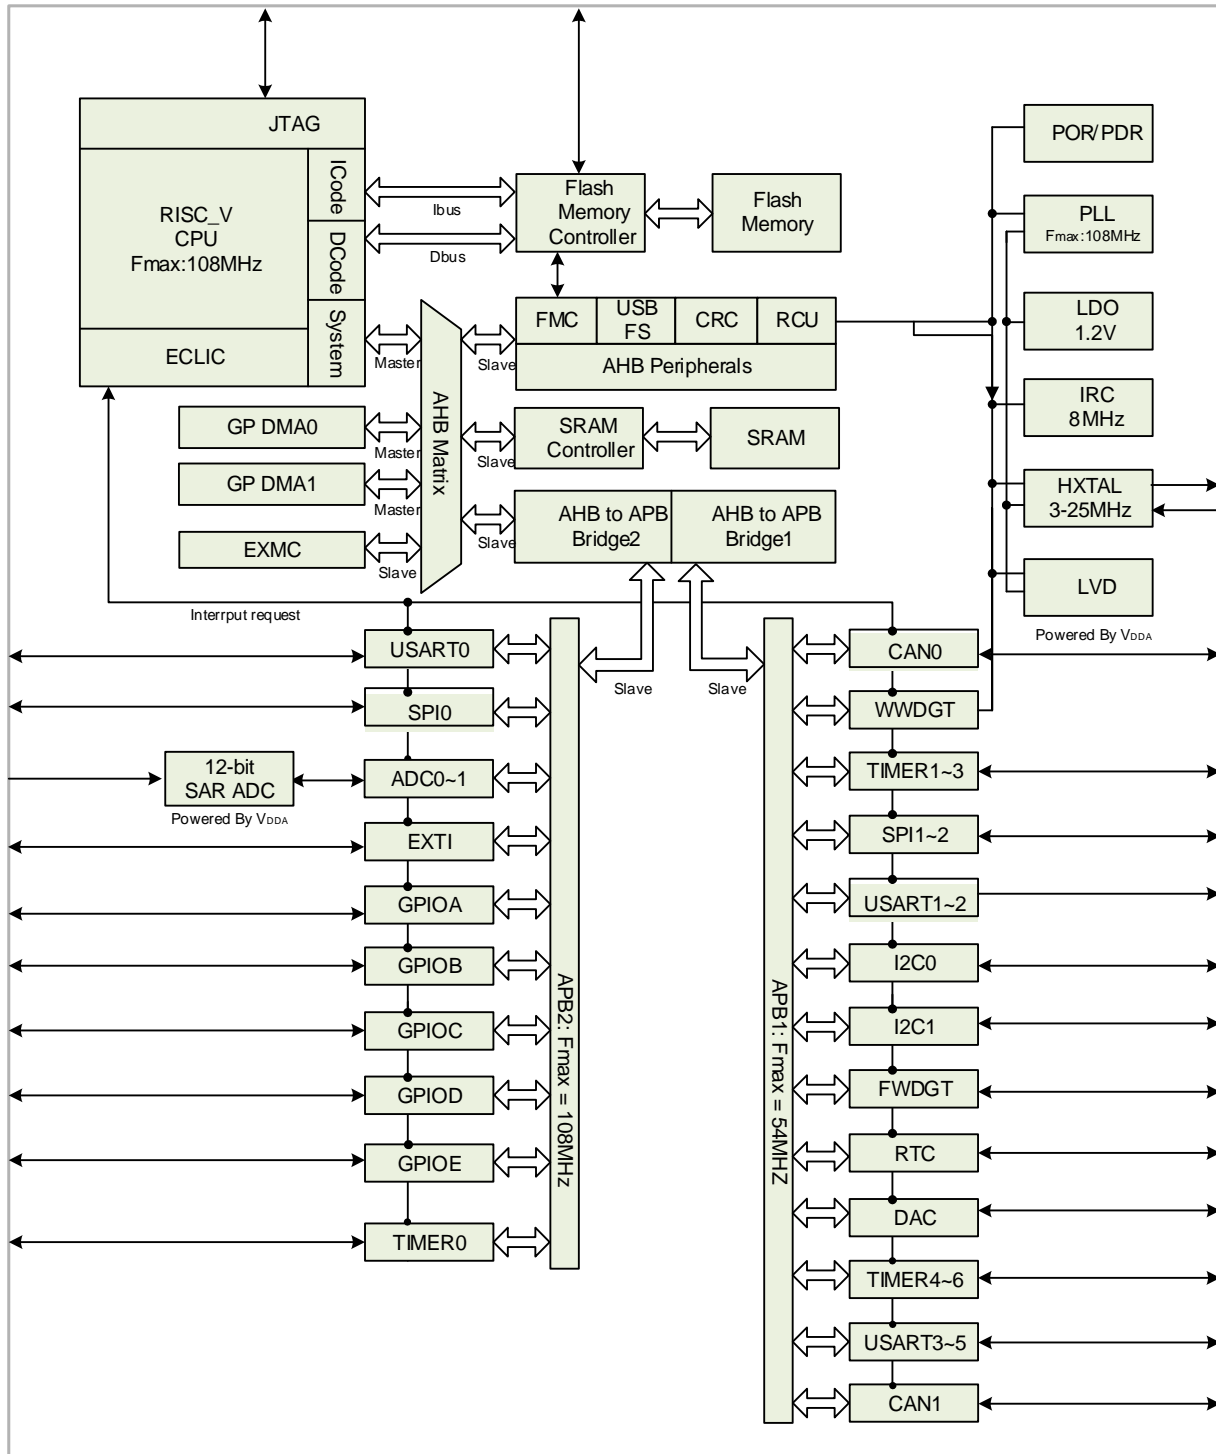 JTAG
POR/PDR
RISC_V
CPU
Fmax:108MHz
ICode
DCode
System
ECLIC
Ibus
Dbus
Flash
Memory
Controller
Flash
Memory
PLL
Fmax:108MHz
FMC
USB
FS
CRC
RCU
AHB Peripherals
LDO
1.2V
Master
Slave
AHB Matrix
IRC
8MHz
GP DMA0
Master
Slave
SRAM
Controller
SRAM
GP DMA1
Master
HXTAL
3-25MHz
EXMC
Slave
Slave
AHB to APB
Bridge2
AHB to APB
Bridge1
LVD
Powered By VDDA
Interrput request
USART0
SPI0
12-bit
SAR ADC
Powered By VDDA
ADC0~1
EXTI
GPIOA
GPIOB
GPIOC
GPIOD
GPIOE
TIMER0
APB2: Fmax = 108MHz
Slave
Slave
APB1: Fmax = 54MHZ
CAN0
WWDGT
TIMER1~3
SPI1~2
USART1~2
I2C0
I2C1
FWDGT
RTC
DAC
TIMER4~6
USART3~5
CAN1